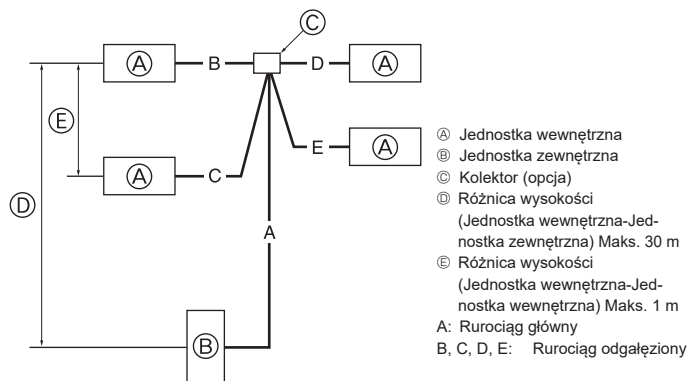 Ⓒ
Ⓐ B D Ⓐ
Ⓔ
Ⓐ C E Ⓐ
Ⓓ
A
Ⓑ
Ⓐ Jednostka wewnętrzna
Ⓑ Jednostka zewnętrzna
Ⓒ Kolektor (opcja)
Ⓓ Różnica wysokości
(Jednostka wewnętrzna-Jed-
nostka zewnętrzna) Maks. 30 m
Ⓔ Różnica wysokości
(Jednostka wewnętrzna-Jed-
nostka wewnętrzna) Maks. 1 m
A: Rurociąg główny
B, C, D, E: Rurociąg odgałęziony